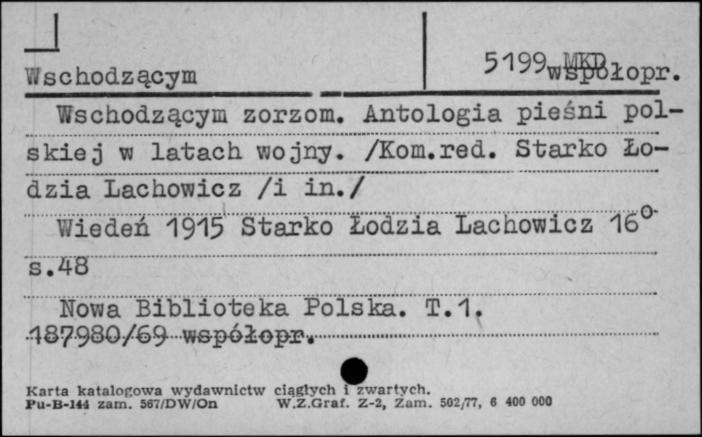 Wschodzącym
5199 MKD
współopr.
Wschodzącym zorzom. Antologia pieśni pol-
skiej w latach wojny. /Kom.red. Starko Ło-
dzia Lachowicz /i in./
Wiedeń 1915 Starko Łodzia Lachowicz 16°
s.48
Nowa Biblioteka Polska. T.1.
187980/69 współopr.
Karta katalogowa wydawnictw ciągłych i zwartych.
Pu-B-144 zam. 567/DW/On W.Z.Graf. Z-2, Zam. 502/77, 6 400 000